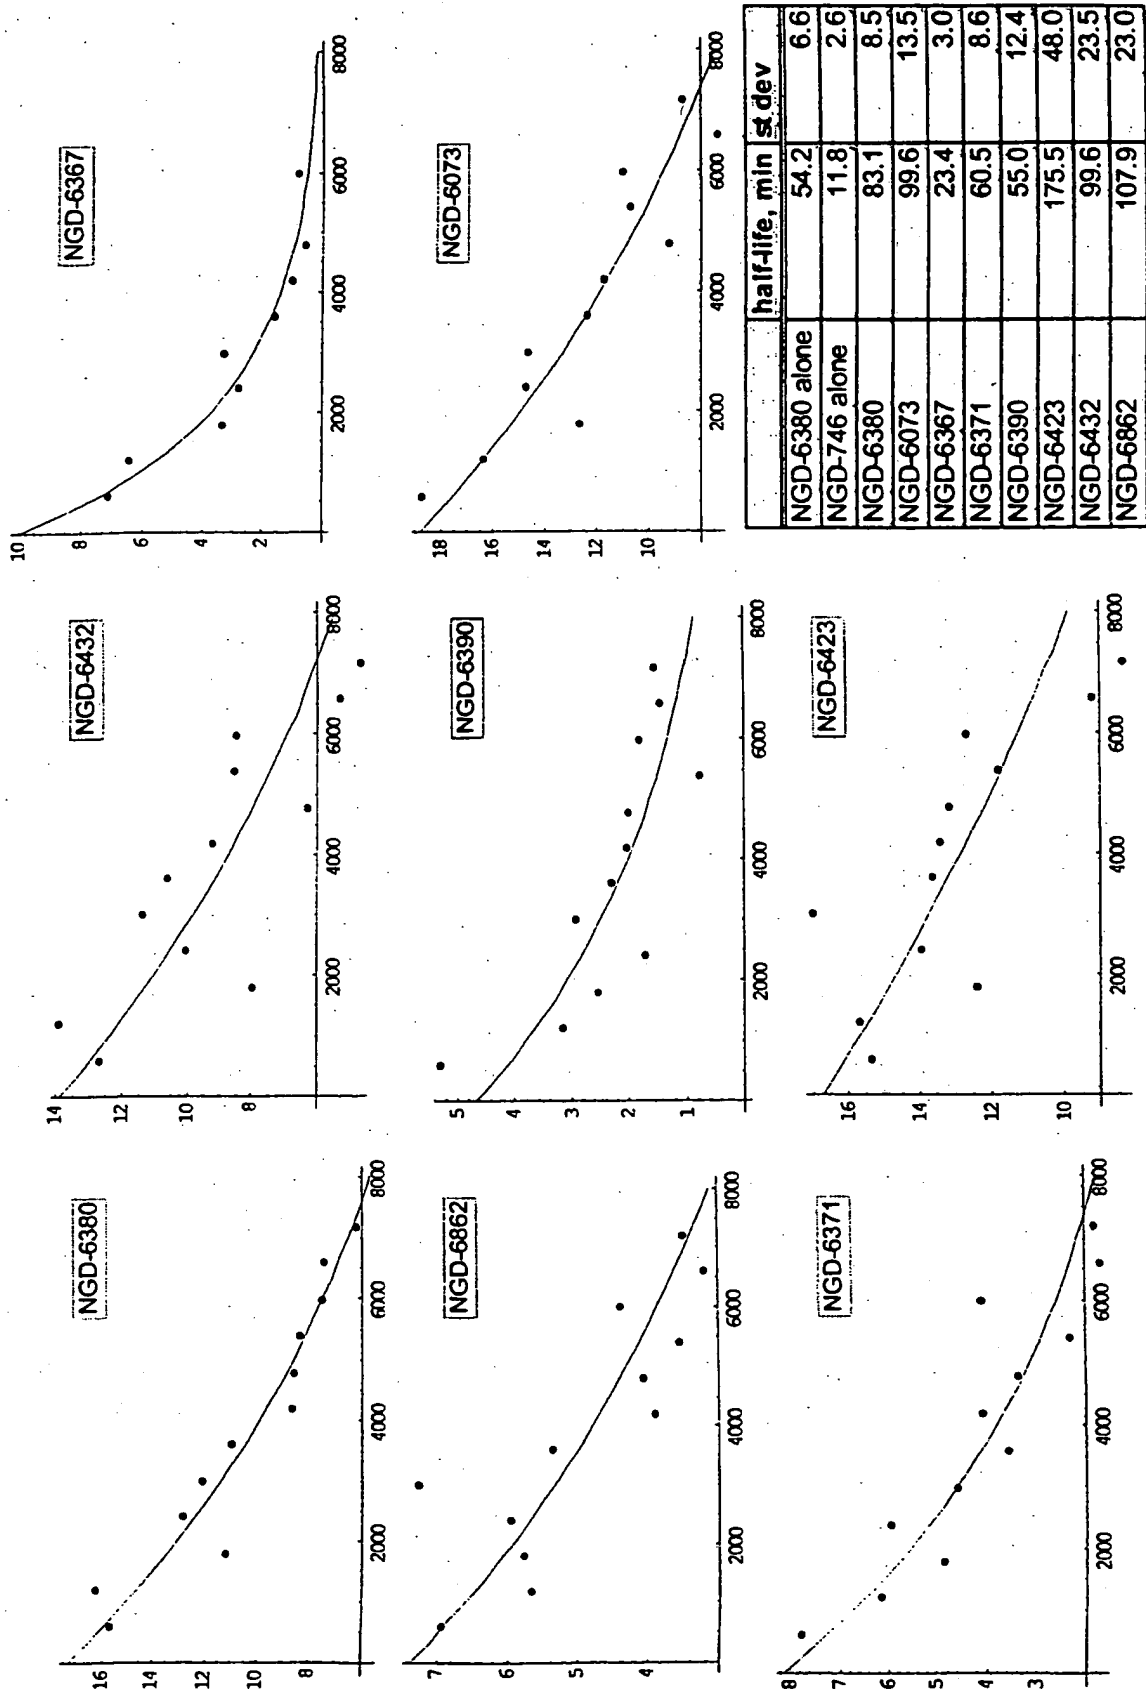 NGD-6380
16
14
12
10
8
2000 4000 6000 8000
NGD-6432
14
12
10
8
2000 4000 6000 8000
NGD-6367
10
8
6
4
2
2000 4000 6000 8000
NGD-6862
7
6
5
4
2000 4000 6000 8000
NGD-6390
5
4
3
2
1
2000 4000 6000 8000
NGD-6073
18
16
14
12
10
2000 4000 6000 8000
NGD-6371
8
7
6
5
4
3
2000 4000 6000 8000
NGD-6423
16
14
12
10
2000 4000 6000 8000
half-life, min st dev
NGD-6380 alone 54.2 6.6
NGD-746 alone 11.8 2.6
NGD-6380 83.1 8.5
NGD-6073 99.6 13.5
NGD-6367 23.4 3.0
NGD-6371 60.5 8.6
NGD-6390 55.0 12.4
NGD-6423 175.5 48.0
NGD-6432 99.6 23.5
NGD-6862 107.9 23.0